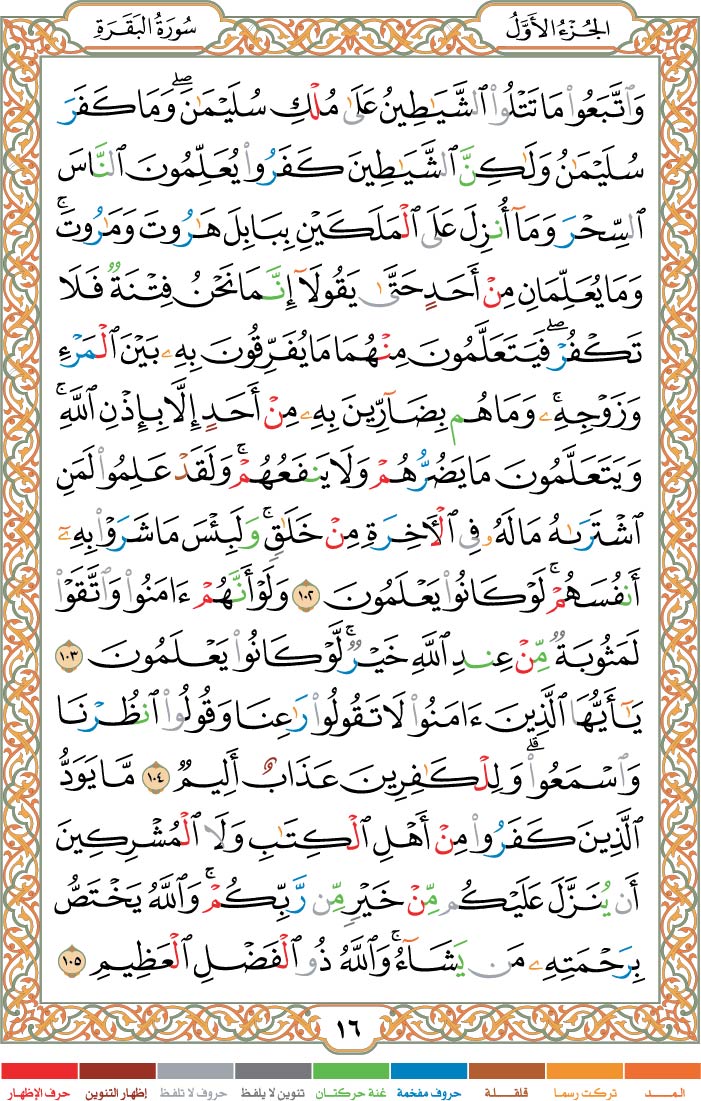 الجُزْءُ الأَوَّلُ
سُورَةُ البَقَرَةِ
وَٱتَّبَعُوا۟ مَا تَتْلُوا۟ ٱلشَّيَـٰطِينُ عَلَىٰ مُلْكِ سُلَيْمَـٰنَ ۖ وَمَا كَفَرَ
سُلَيْمَـٰنُ وَلَـٰكِنَّ ٱلشَّيَـٰطِينَ كَفَرُوا۟ يُعَلِّمُونَ ٱلنَّاسَ
ٱلسِّحْرَ وَمَآ أُنزِلَ عَلَى ٱلْمَلَكَيْنِ بِبَابِلَ هَـٰرُوتَ وَمَـٰرُوتَ ۚ
وَمَا يُعَلِّمَانِ مِنْ أَحَدٍ حَتَّىٰ يَقُولَآ إِنَّمَا نَحْنُ فِتْنَةٌ فَلَا
تَكْفُرْ ۖ فَيَتَعَلَّمُونَ مِنْهُمَا مَا يُفَرِّقُونَ بِهِۦ بَيْنَ ٱلْمَرْءِ
وَزَوْجِهِۦ ۚ وَمَا هُم بِضَآرِّينَ بِهِۦ مِنْ أَحَدٍ إِلَّا بِإِذْنِ ٱللَّهِ ۚ
وَيَتَعَلَّمُونَ مَا يَضُرُّهُمْ وَلَا يَنفَعُهُمْ ۚ وَلَقَدْ عَلِمُوا۟ لَمَنِ
ٱشْتَرَىٰهُ مَا لَهُۥ فِى ٱلْـَٔاخِرَةِ مِنْ خَلَـٰقٍ ۚ وَلَبِئْسَ مَا شَرَوْا۟ بِهِۦٓ
أَنفُسَهُمْ ۚ لَوْ كَانُوا۟ يَعْلَمُونَ ١٠٢ وَلَوْ أَنَّهُمْ ءَامَنُوا۟ وَٱتَّقَوْا۟
لَمَثُوبَةٌ مِّنْ عِندِ ٱللَّهِ خَيْرٌ ۖ لَّوْ كَانُوا۟ يَعْلَمُونَ ١٠٣
يَـٰٓأَيُّهَا ٱلَّذِينَ ءَامَنُوا۟ لَا تَقُولُوا۟ رَٰعِنَا وَقُولُوا۟ ٱنظُرْنَا
وَٱسْمَعُوا۟ ۗ وَلِلْكَـٰفِرِينَ عَذَابٌ أَلِيمٌ ١٠٤ مَّا يَوَدُّ
ٱلَّذِينَ كَفَرُوا۟ مِنْ أَهْلِ ٱلْكِتَـٰبِ وَلَا ٱلْمُشْرِكِينَ
أَن يُنَزَّلَ عَلَيْكُم مِّنْ خَيْرٍ مِّن رَّبِّكُمْ ۗ وَٱللَّهُ يَخْتَصُّ
بِرَحْمَتِهِۦ مَن يَشَآءُ ۚ وَٱللَّهُ ذُو ٱلْفَضْلِ ٱلْعَظِيمِ ١٠٥
١٦
المــد تركت رسما قلقـلة حروف مفخمة غنة حركتان تنوين لا يلفظ حروف لا تلفظ إظهار التنوين حرف الإظهار